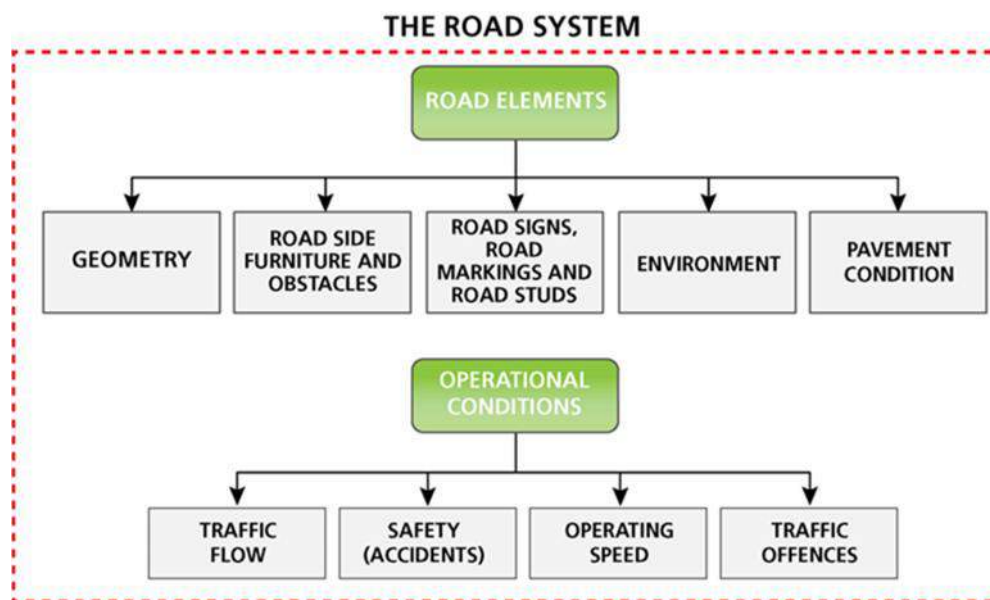 THE ROAD SYSTEM
ROAD ELEMENTS
GEOMETRY
ROAD SIDE
FURNITURE AND
OBSTACLES
ROAD SIGNS,
ROAD
MARKINGS AND
ROAD STUDS
ENVIRONMENT
PAVEMENT
CONDITION
OPERATIONAL
CONDITIONS
TRAFFIC
FLOW
SAFETY
(ACCIDENTS)
OPERATING
SPEED
TRAFFIC
OFFENCES